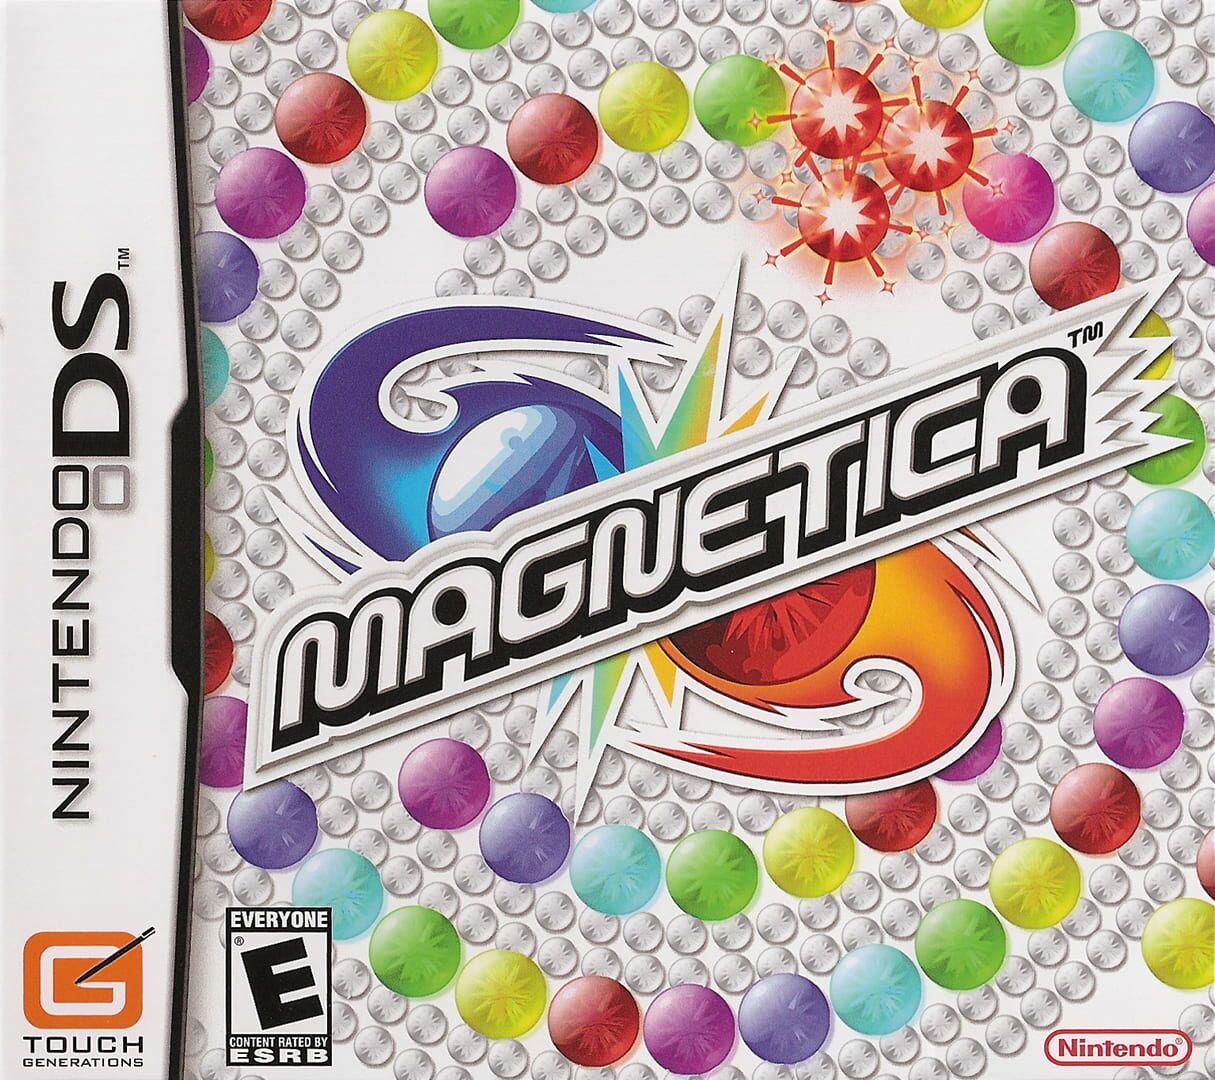 NINTENDO DS™
MAGNETICA™
EVERYONE
E®
CONTENT RATED BY
ESRB
TOUCH
GENERATIONS
Nintendo®